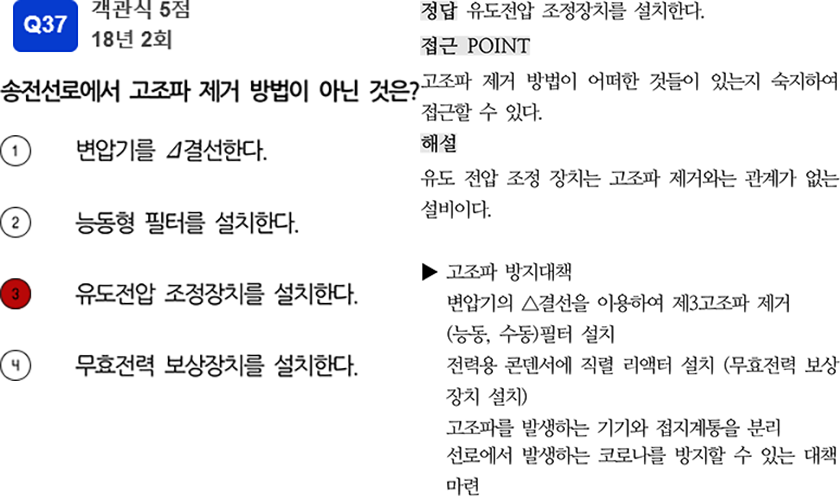 Q37
객관식 5점
18년 2회
송전선로에서 고조파 제거 방법이 아닌 것은?
1 변압기를 ⊿결선한다.
2 능동형 필터를 설치한다.
3 유도전압 조정장치를 설치한다.
4 무효전력 보상장치를 설치한다.
정답 유도전압 조정장치를 설치한다.
접근 POINT
고조파 제거 방법이 어떠한 것들이 있는지 숙지하여
접근할 수 있다.
해설
유도 전압 조정 장치는 고조파 제거와는 관계가 없는
설비이다.
▶ 고조파 방지대책
변압기의 △결선을 이용하여 제3고조파 제거
(능동, 수동)필터 설치
전력용 콘덴서에 직렬 리액터 설치 (무효전력 보상
장치 설치)
고조파를 발생하는 기기와 접지계통을 분리
선로에서 발생하는 코로나를 방지할 수 있는 대책
마련